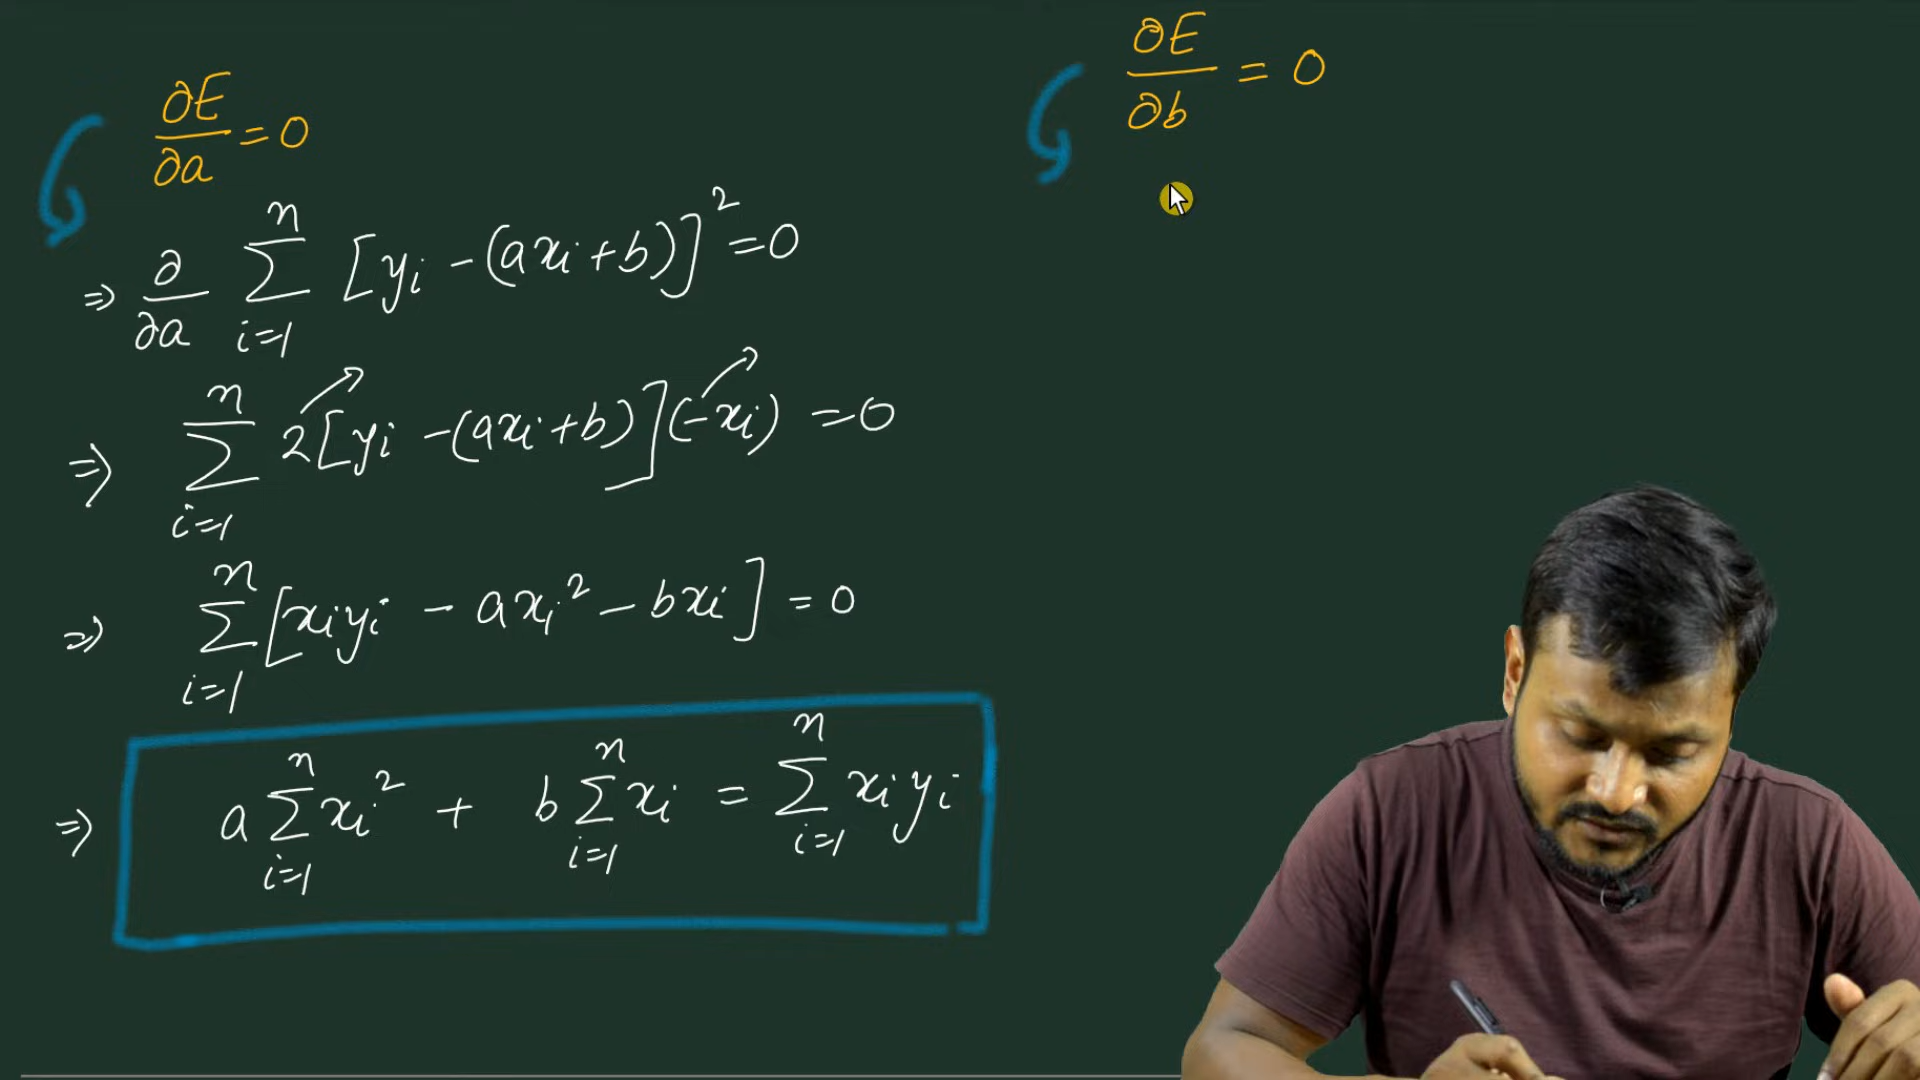 ∂E/∂a = 0
⇒ ∂/∂a ∑_{i=1}^{n} [yᵢ - (axᵢ + b)]² = 0
⇒ ∑_{i=1}^{n} 2[yᵢ - (axᵢ + b)](-xᵢ) = 0
⇒ ∑_{i=1}^{n} [xᵢyᵢ - axᵢ² - bxᵢ] = 0
⇒ a∑_{i=1}^{n} xᵢ² + b∑_{i=1}^{n} xᵢ = ∑_{i=1}^{n} xᵢyᵢ
∂E/∂b = 0